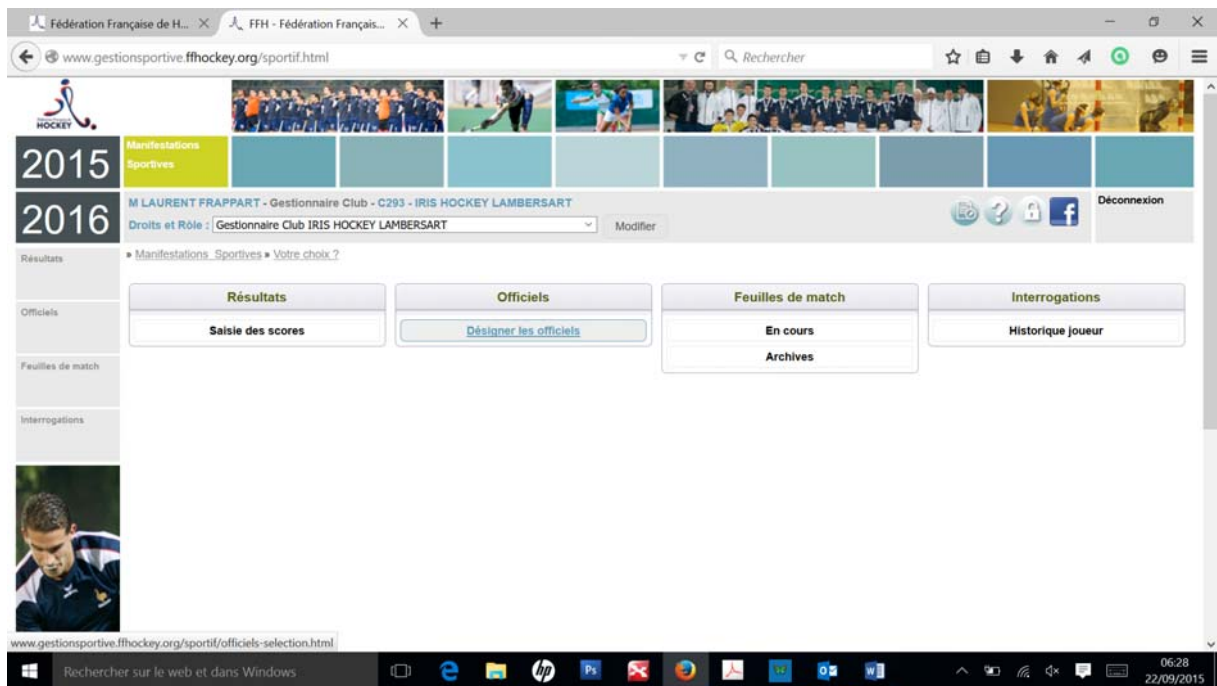 Fédération Française de H...
FFH - Fédération Français...
www.gestionsportive.ffhockey.org/sportif.html
Rechercher
HOCKEY
2015
Manifestations
Sportives
2016
M LAURENT FRAPPART - Gestionnaire Club - C293 - IRIS HOCKEY LAMBERSART
Droits et Rôle : Gestionnaire Club IRIS HOCKEY LAMBERSART
Modifier
Déconnexion
» Manifestations Sportives » Votre choix ?
Résultats
Officiels
Feuilles de match
Interrogations
Résultats
Saisie des scores
Officiels
Désigner les officiels
Feuilles de match
En cours
Archives
Interrogations
Historique joueur
www.gestionsportive.ffhockey.org/sportif/officiels-selection.html
Rechercher sur le web et dans Windows
hp
Ps
06:28
22/09/2015